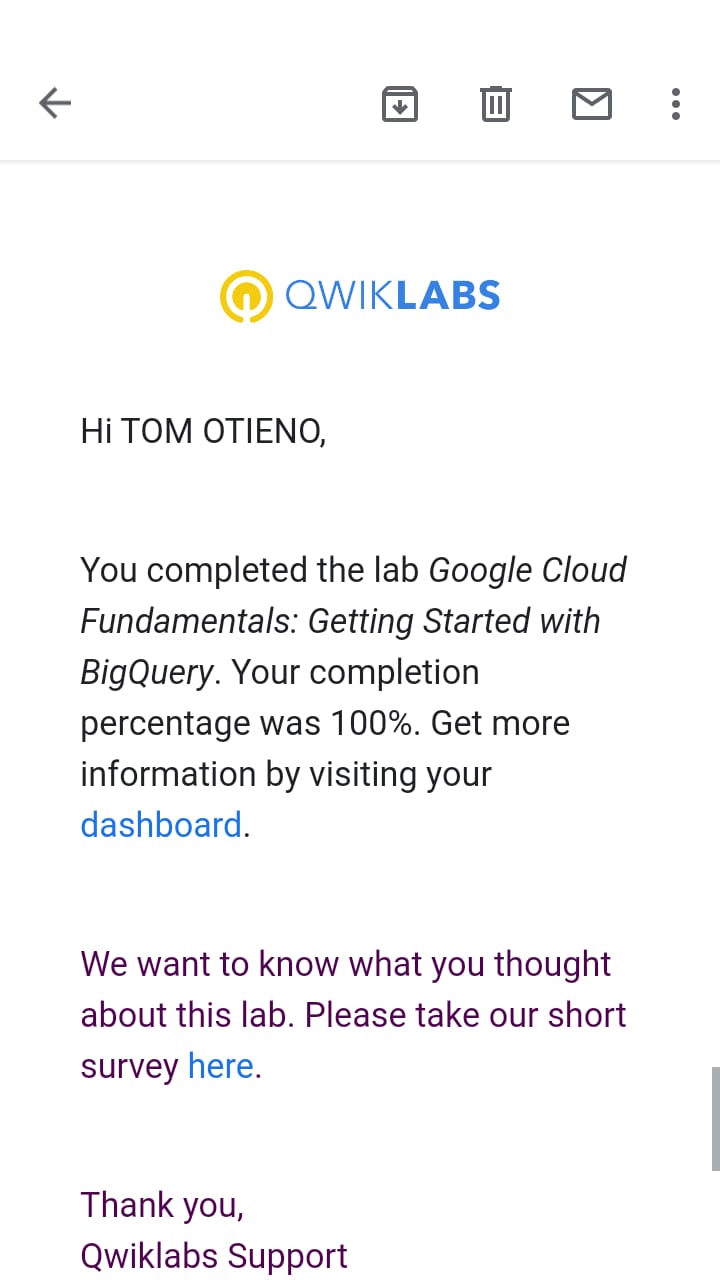 QWIKLABS
Hi TOM OTIENO,
You completed the lab Google Cloud
Fundamentals: Getting Started with
BigQuery. Your completion
percentage was 100%. Get more
information by visiting your
dashboard.
We want to know what you thought
about this lab. Please take our short
survey here.
Thank you,
Qwiklabs Support